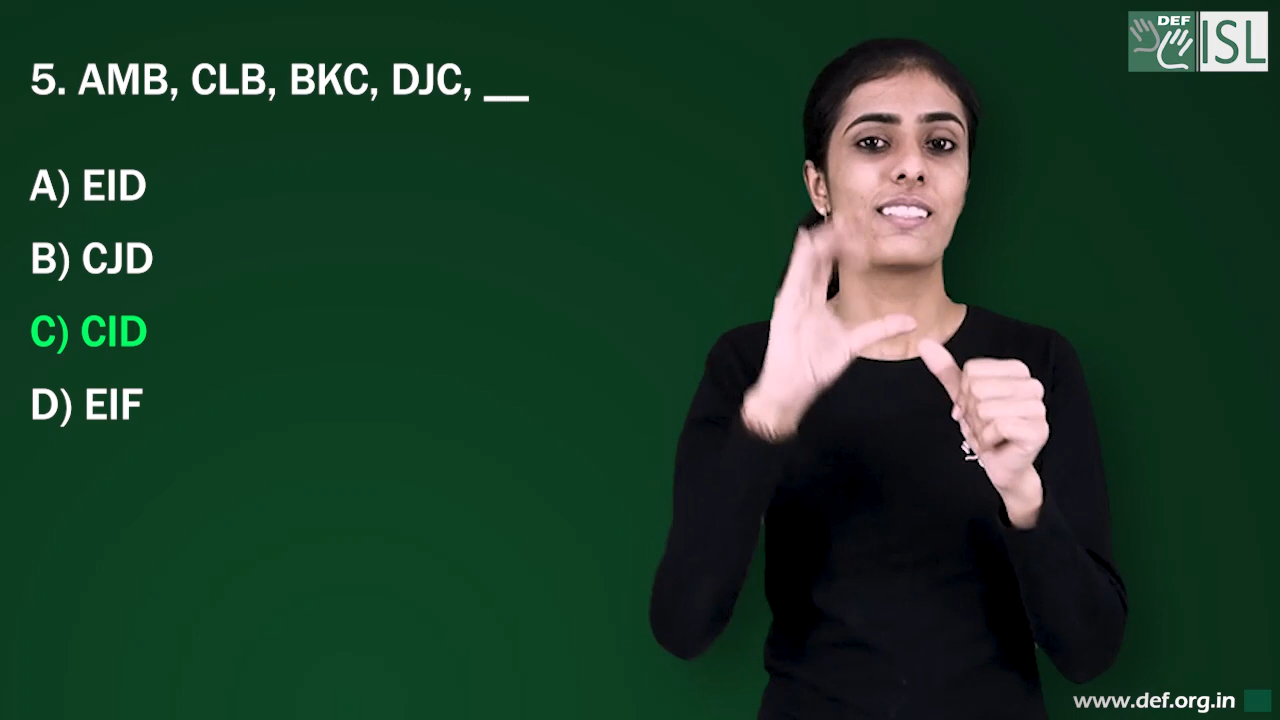 DEF
ISL
5. AMB, CLB, BKC, DJC, __
A) EID
B) CJD
C) CID
D) EIF
www.def.org.in